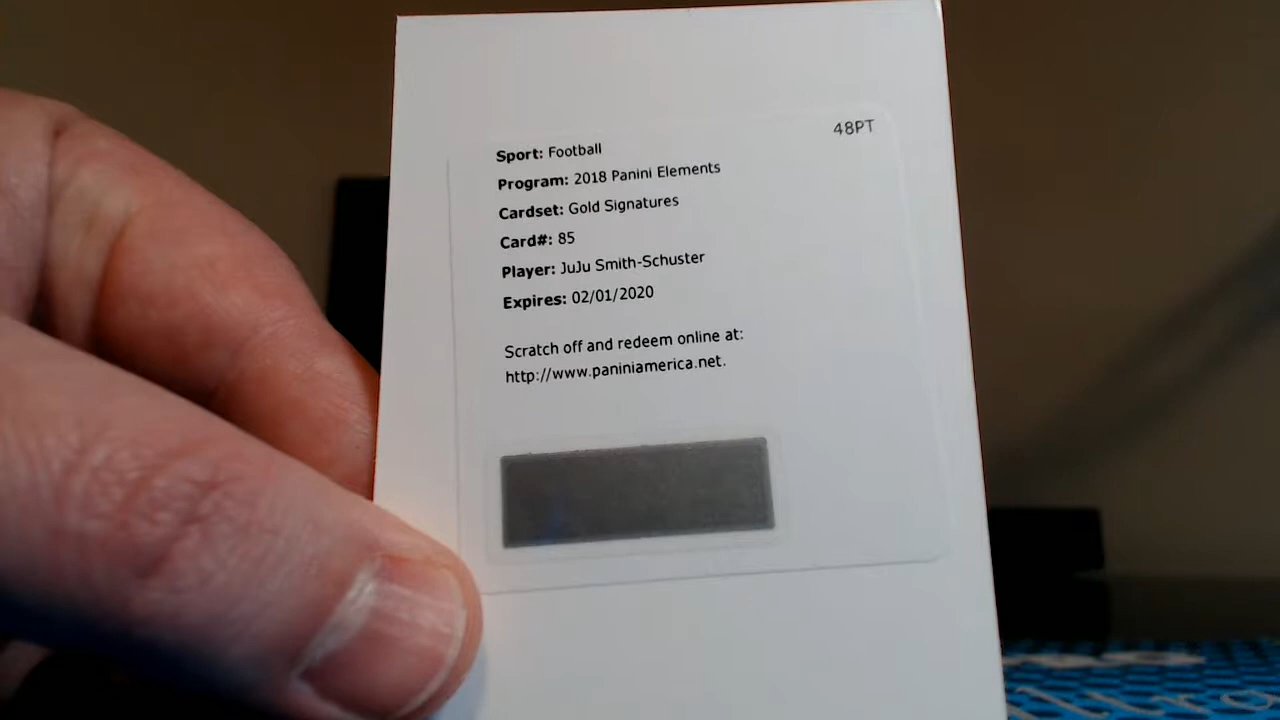 48PT
Sport: Football
Program: 2018 Panini Elements
Cardset: Gold Signatures
Card#: 85
Player: JuJu Smith-Schuster
Expires: 02/01/2020
Scratch off and redeem online at:
http://www.paniniamerica.net.